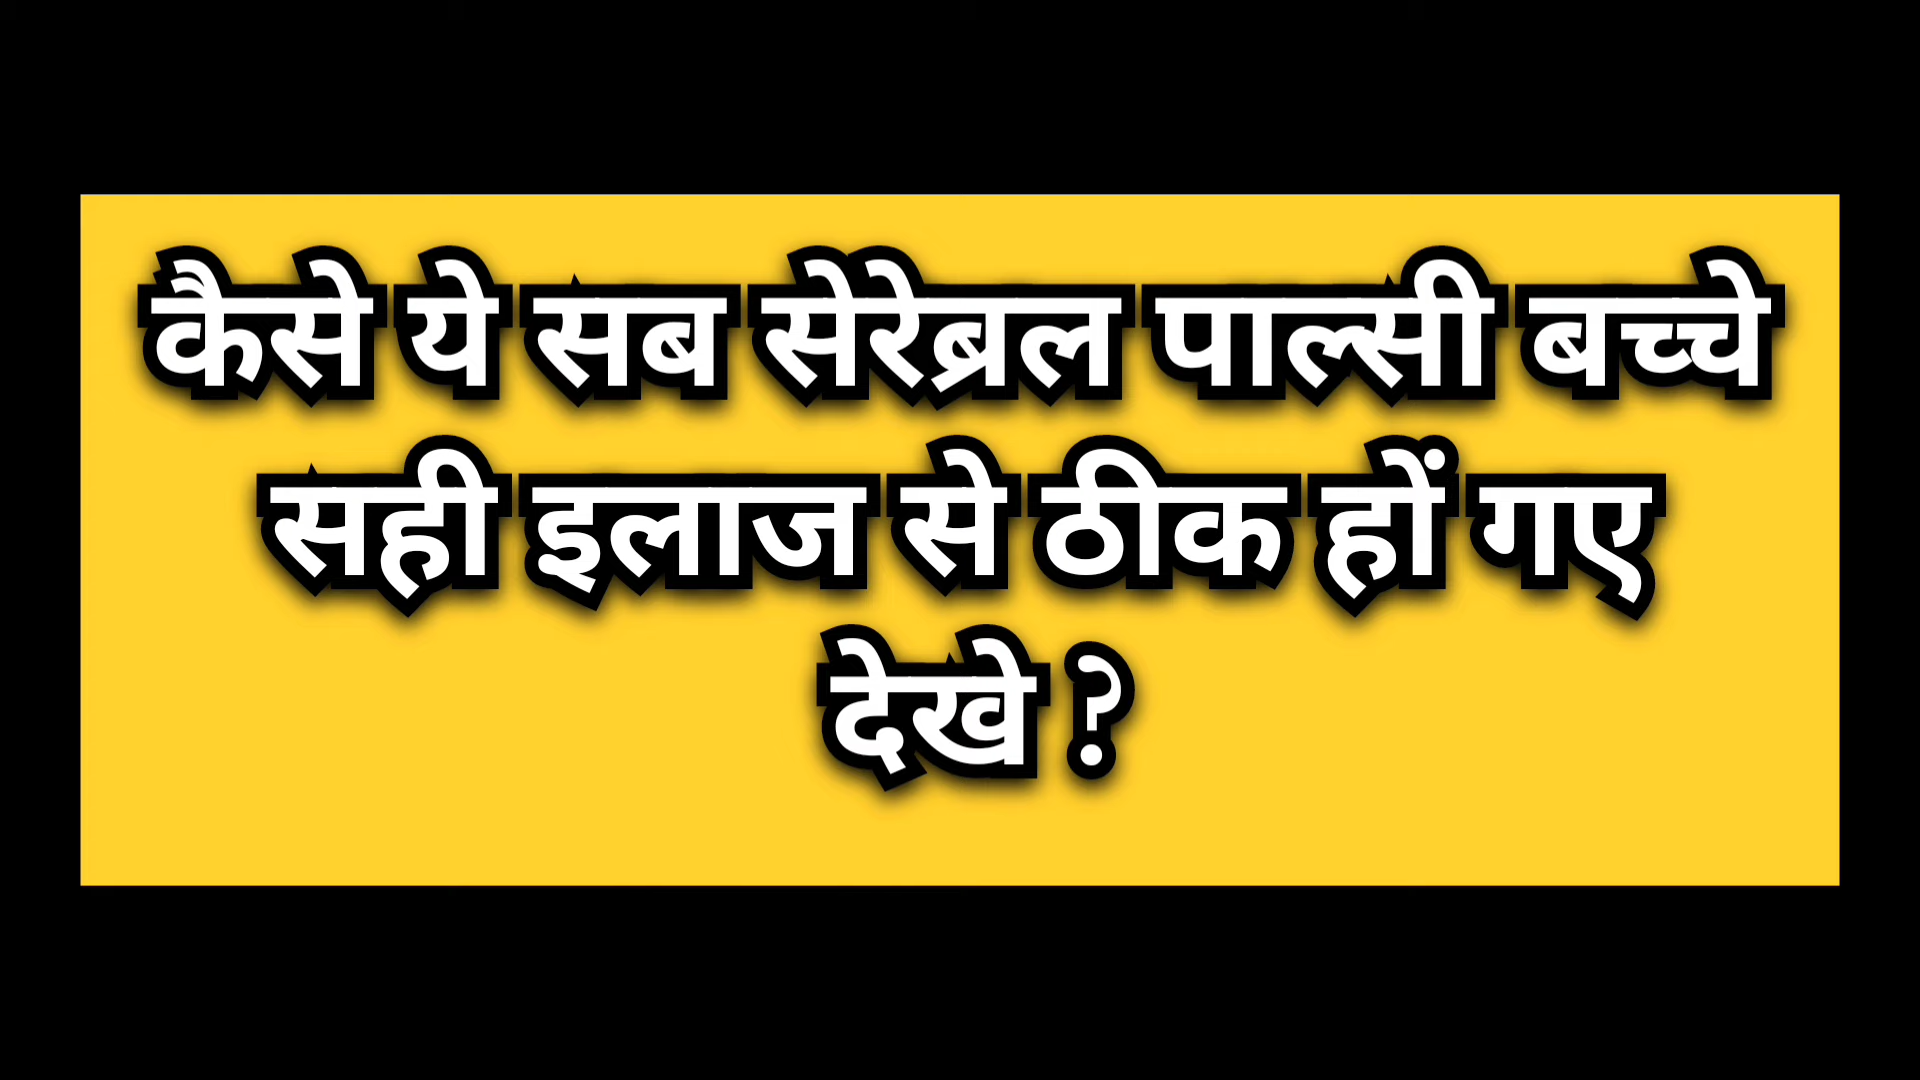 कैसे ये सब सेरेब्रल पाल्सी बच्चे
सही इलाज से ठीक हों गए
देखे ?